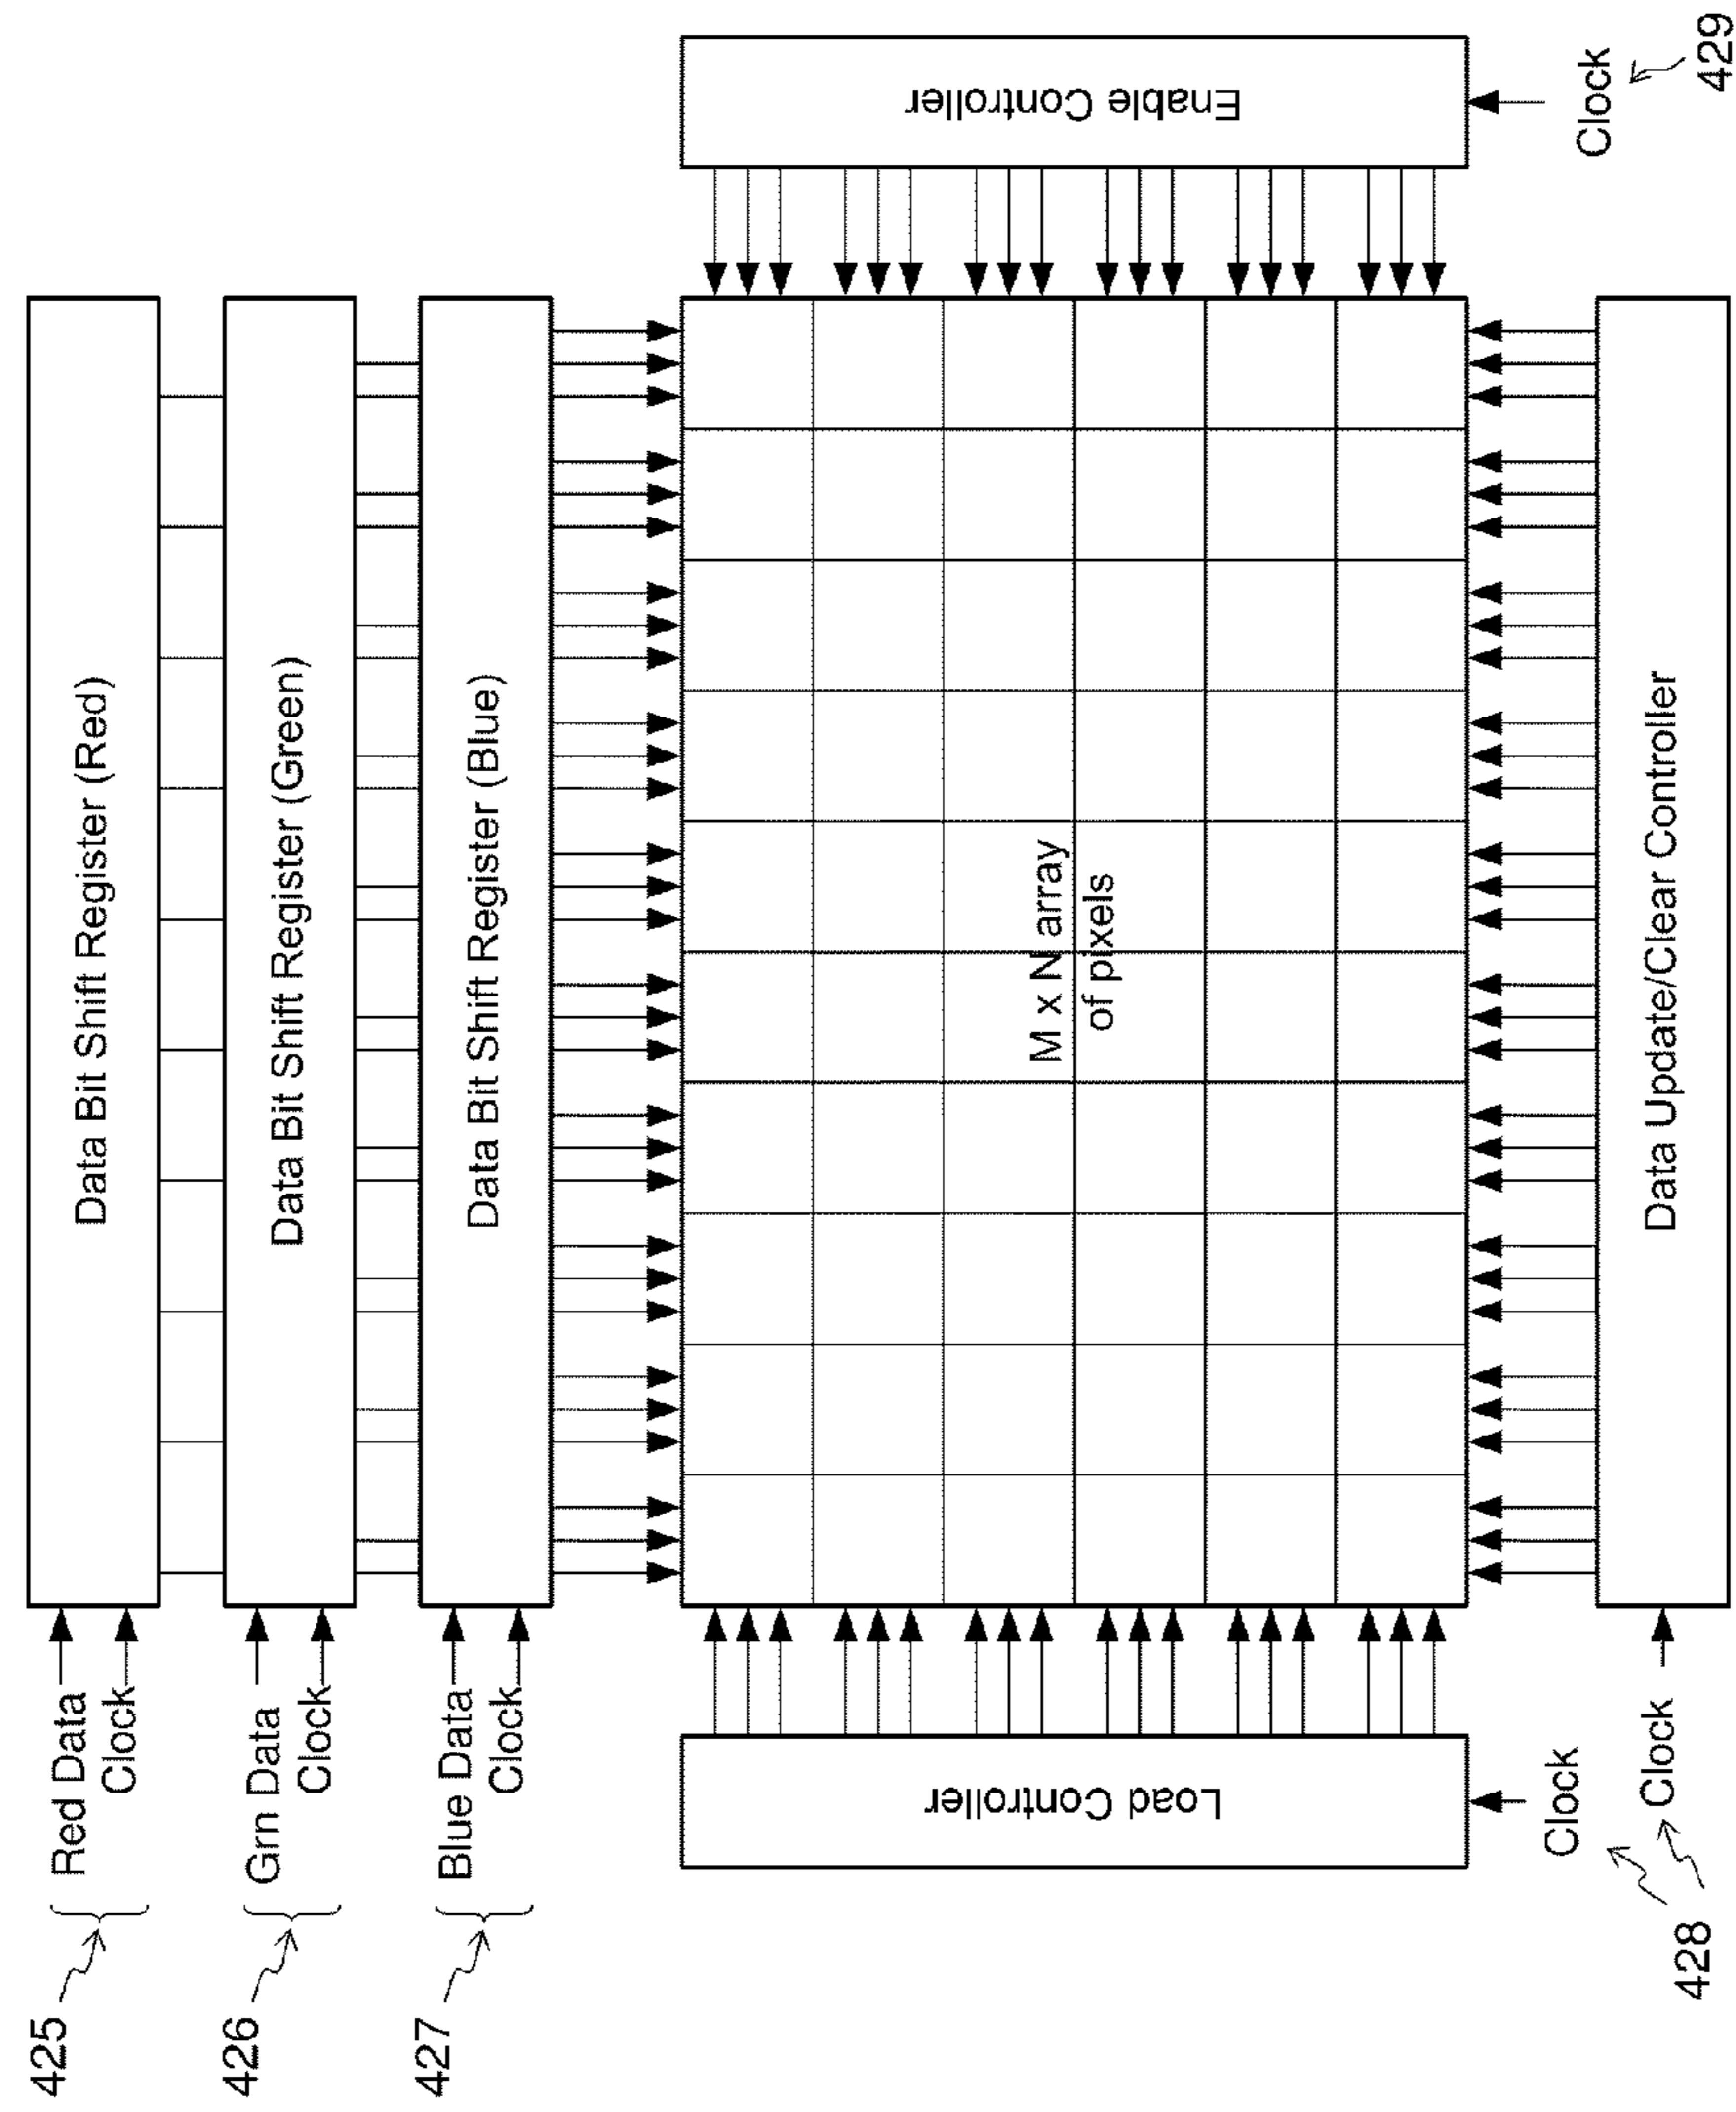 425
Red Data
Clock
Data Bit Shift Register (Red)
426
Grn Data
Clock
Data Bit Shift Register (Green)
427
Blue Data
Clock
Data Bit Shift Register (Blue)
Load Controller
Clock
M x N array
of pixels
Enable Controller
Clock
429
428
Clock
Data Update/Clear Controller